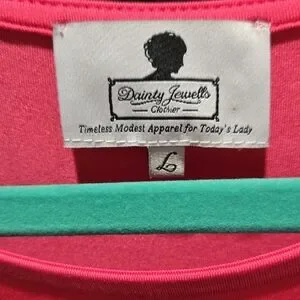 Dainty Jewell's
Clothier
Timeless Modest Apparel for Today's Lady
L